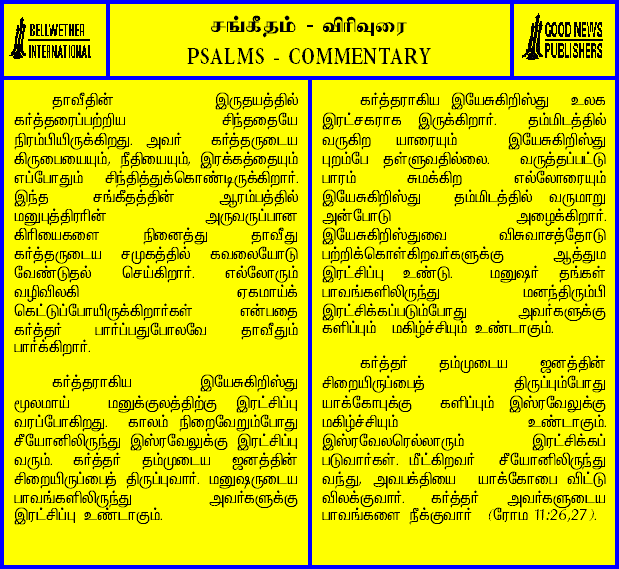 BELLWETHER
INTERNATIONAL
சங்கீதம் - விரிவுரை
PSALMS - COMMENTARY
GOOD NEWS
PUBLISHERS
தாவீதின் இருதயத்தில்
கர்த்தரைப்பற்றிய சிந்ததையே
நிரம்பியிருக்கிறது. அவர் கர்த்தருடைய
கிருபையையும், நீதியையும், இரக்கத்தையும்
எப்போதும் சிந்தித்துக்கொண்டிருக்கிறார்.
இந்த சங்கீதத்தின் ஆரம்பத்தில்
மனுபுத்திரரின் அருவருப்பான
கிரியைகளை நினைத்து தாவீது
கர்த்தருடைய சமுகத்தில் கவலையோடு
வேண்டுதல் செய்கிறார். எல்லோரும்
வழிவிலகி ஏகமாய்க்
கெட்டுப்போயிருக்கிறார்கள் என்பதை
கர்த்தர் பார்ப்பதுபோலவே தாவீதும்
பார்க்கிறார்.
கர்த்தராகிய இயேசுகிறிஸ்து
மூலமாய் மனுக்குலத்திற்கு இரட்சிப்பு
வரப்போகிறது. காலம் நிறைவேறும்போது
சீயோனிலிருந்து இஸ்ரவேலுக்கு இரட்சிப்பு
வரும். கர்த்தர் தம்முடைய ஜனத்தின்
சிறையிருப்பைத் திருப்புவார். மனுஷருடைய
பாவங்களிலிருந்து அவர்களுக்கு
இரட்சிப்பு உண்டாகும்.
கர்த்தராகிய இயேசுகிறிஸ்து உலக
இரட்சகராக இருக்கிறார். தம்மிடத்தில்
வருகிற யாரையும் இயேசுகிறிஸ்து
புறம்பே தள்ளுவதில்லை. வருத்தப்பட்டு
பாரம் சுமக்கிற எல்லோரையும்
இயேசுகிறிஸ்து தம்மிடத்தில் வருமாறு
அன்போடு அழைக்கிறார்.
இயேசுகிறிஸ்துவை விசுவாசத்தோடு
பற்றிக்கொள்கிறவர்களுக்கு ஆத்தும
இரட்சிப்பு உண்டு. மனுஷர் தங்கள்
பாவங்களிலிருந்து மனந்திரும்பி
இரட்சிக்கப்படும்போது அவர்களுக்கு
களிப்பும் மகிழ்ச்சியும் உண்டாகும்.
கர்த்தர் தம்முடைய ஜனத்தின்
சிறையிருப்பைத் திருப்பும்போது
யாக்கோபுக்கு களிப்பும் இஸ்ரவேலுக்கு
மகிழ்ச்சியும் உண்டாகும்.
இஸ்ரவேலரெல்லாரும் இரட்சிக்கப்
படுவார்கள். மீட்கிறவர் சீயோனிலிருந்து
வந்து, அவபக்தியை யாக்கோபை விட்டு
விலக்குவார். கர்த்தர் அவர்களுடைய
பாவங்களை நீக்குவார் (ரோம 11:26,27).